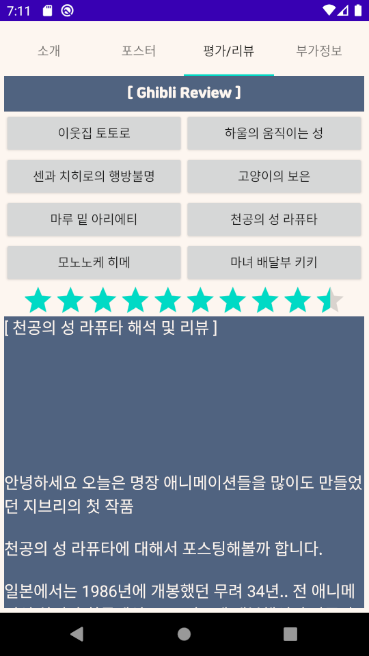 7:11
소개 포스터 평가/리뷰 부가정보
[ Ghibli Review ]
이웃집 토토로 하울의 움직이는 성
센과 치히로의 행방불명 고양이의 보은
마루 밑 아리에티 천공의 성 라퓨타
모노노케 히메 마녀 배달부 키키
[ 천공의 성 라퓨타 해석 및 리뷰 ]
안녕하세요 오늘은 명장 애니메이션들을 많이도 만들었
던 지브리의 첫 작품
천공의 성 라퓨타에 대해서 포스팅해볼까 합니다.
일본에서는 1986년에 개봉했던 무려 34년.. 전 애니메